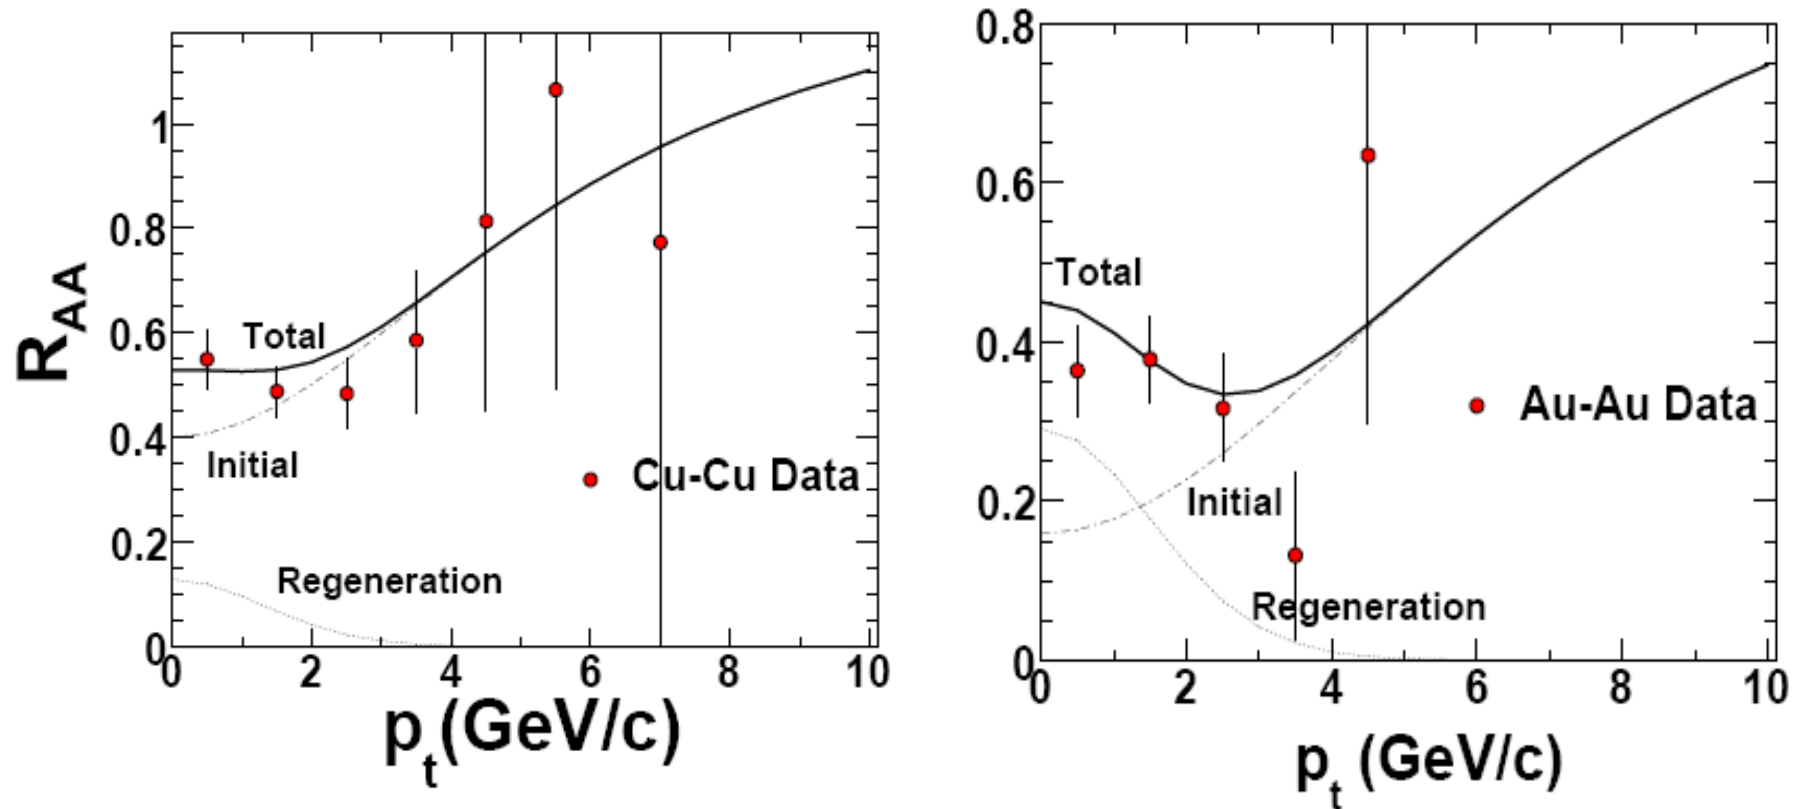 R_AA
1
0.8
0.6
0.4
0.2
0
Total
Initial
Regeneration
Cu-Cu Data
0 2 4 6 8 10
p_t (GeV/c)
0.8
0.6
0.4
0.2
0
Total
Initial
Regeneration
Au-Au Data
0 2 4 6 8 10
p_t (GeV/c)